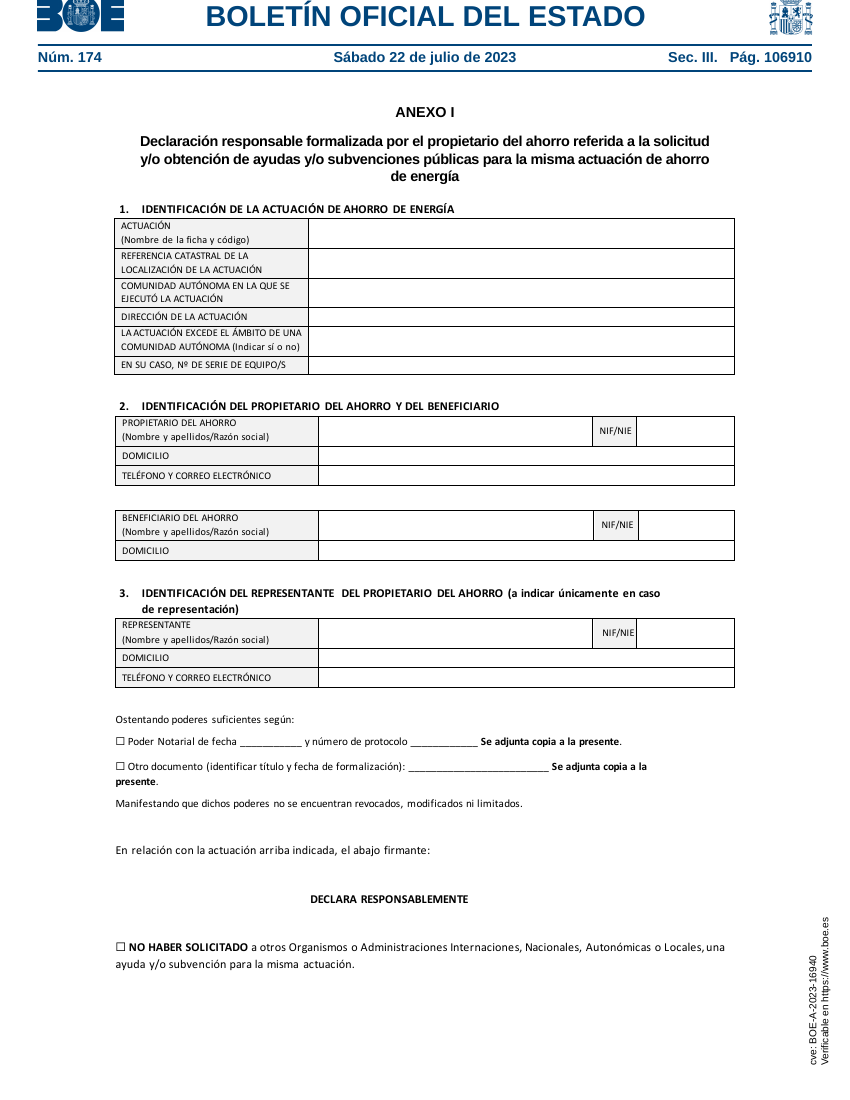 BOE
BOLETÍN OFICIAL DEL ESTADO
Núm. 174 Sábado 22 de julio de 2023 Sec. III. Pág. 106910
ANEXO I
Declaración responsable formalizada por el propietario del ahorro referida a la solicitud
y/o obtención de ayudas y/o subvenciones públicas para la misma actuación de ahorro
de energía
1. IDENTIFICACIÓN DE LA ACTUACIÓN DE AHORRO DE ENERGÍA
ACTUACIÓN
(Nombre de la ficha y código)
REFERENCIA CATASTRAL DE LA
LOCALIZACIÓN DE LA ACTUACIÓN
COMUNIDAD AUTÓNOMA EN LA QUE SE
EJECUTÓ LA ACTUACIÓN
DIRECCIÓN DE LA ACTUACIÓN
LA ACTUACIÓN EXCEDE EL ÁMBITO DE UNA
COMUNIDAD AUTÓNOMA (Indicar sí o no)
EN SU CASO, Nº DE SERIE DE EQUIPO/S
2. IDENTIFICACIÓN DEL PROPIETARIO DEL AHORRO Y DEL BENEFICIARIO
PROPIETARIO DEL AHORRO
(Nombre y apellidos/Razón social)
NIF/NIE
DOMICILIO
TELÉFONO Y CORREO ELECTRÓNICO
BENEFICIARIO DEL AHORRO
(Nombre y apellidos/Razón social)
NIF/NIE
DOMICILIO
3. IDENTIFICACIÓN DEL REPRESENTANTE DEL PROPIETARIO DEL AHORRO (a indicar únicamente en caso
de representación)
REPRESENTANTE
(Nombre y apellidos/Razón social)
NIF/NIE
DOMICILIO
TELÉFONO Y CORREO ELECTRÓNICO
Ostentando poderes suficientes según:
☐ Poder Notarial de fecha ___________ y número de protocolo ____________ Se adjunta copia a la presente.
☐ Otro documento (identificar título y fecha de formalización): _________________________ Se adjunta copia a la
presente.
Manifestando que dichos poderes no se encuentran revocados, modificados ni limitados.
En relación con la actuación arriba indicada, el abajo firmante:
DECLARA RESPONSABLEMENTE
☐ NO HABER SOLICITADO a otros Organismos o Administraciones Internaciones, Nacionales, Autonómicas o Locales, una
ayuda y/o subvención para la misma actuación.
cve: BOE-A-2023-16940
Verificable en https://www.boe.es